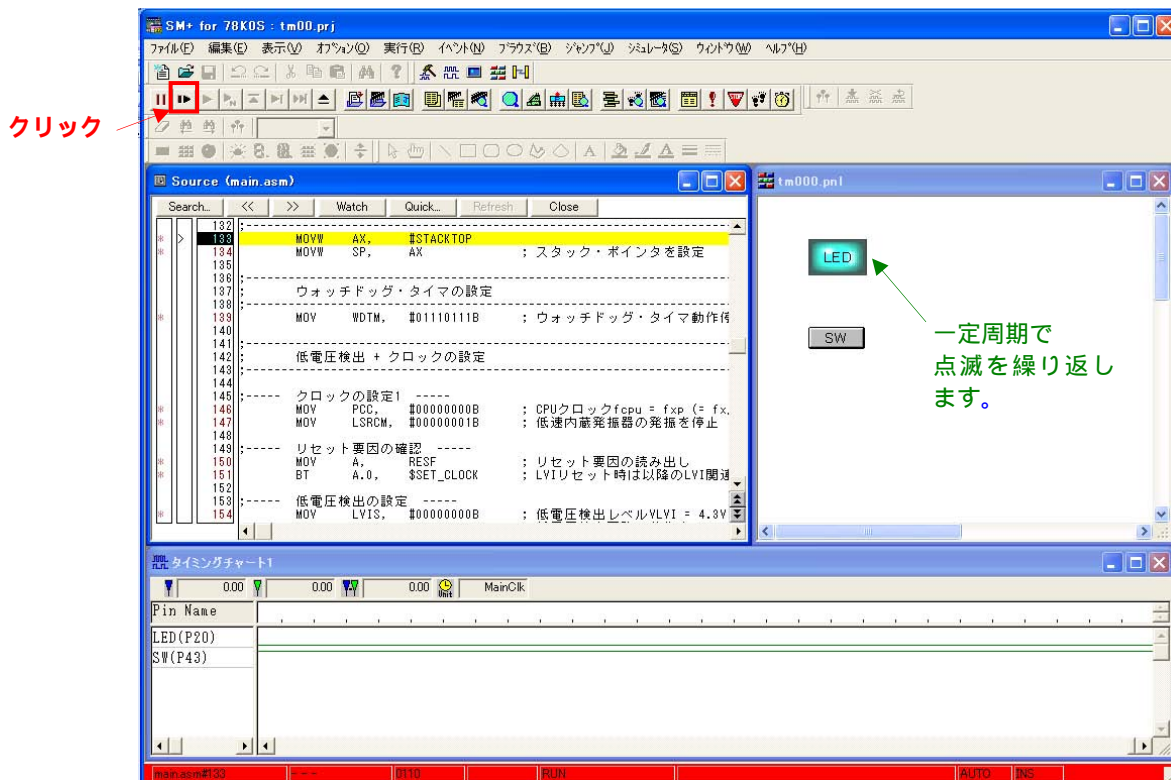 SM+ for 78K0S : tm00.prj
ファイル(F) 編集(E) 表示(V) オプション(O) 実行(R) イベント(N) ブラウズ(B) ジャンプ(J) シミュレータ(S) ウィンドウ(W) ヘルプ(H)
クリック
Source (main.asm)
Search... << >> Watch Quick... Refresh Close
132 ;-----------------------------------------------------------------------
133 MOVW AX, #STACKTOP
134 MOVW SP, AX ; スタック・ポインタを設定
135
136 ;-----------------------------------------------------------------------
137 ; ウォッチドッグ・タイマの設定
138 ;-----------------------------------------------------------------------
139 MOV WDTM, #01110111B ; ウォッチドッグ・タイマ動作停
140
141 ;-----------------------------------------------------------------------
142 ; 低電圧検出 + クロックの設定
143 ;-----------------------------------------------------------------------
144
145 ;----- クロックの設定1 -----
146 MOV PCC, #00000000B ; CPUクロックfcpu = fxp (= fx,
147 MOV LSRCM, #00000001B ; 低速内蔵発振器の発振を停止
148
149 ;----- リセット要因の確認 -----
150 MOV A, RESF ; リセット要因の読み出し
151 BT A.0, $SET_CLOCK ; LVIリセット時は以降のLVI関連
152
153 ;----- 低電圧検出の設定 -----
154 MOV LVIS, #00000000B ; 低電圧検出レベルVLVI = 4.3V
tm000.pnl
LED
SW
一定周期で
点滅を繰り返し
ます。
タイミングチャート1
0.00 0.00 0.00 Unit MainClk
Pin Name
LED(P20)
SW(P43)
main.asm#133 --- 0110 RUN AUTO INS